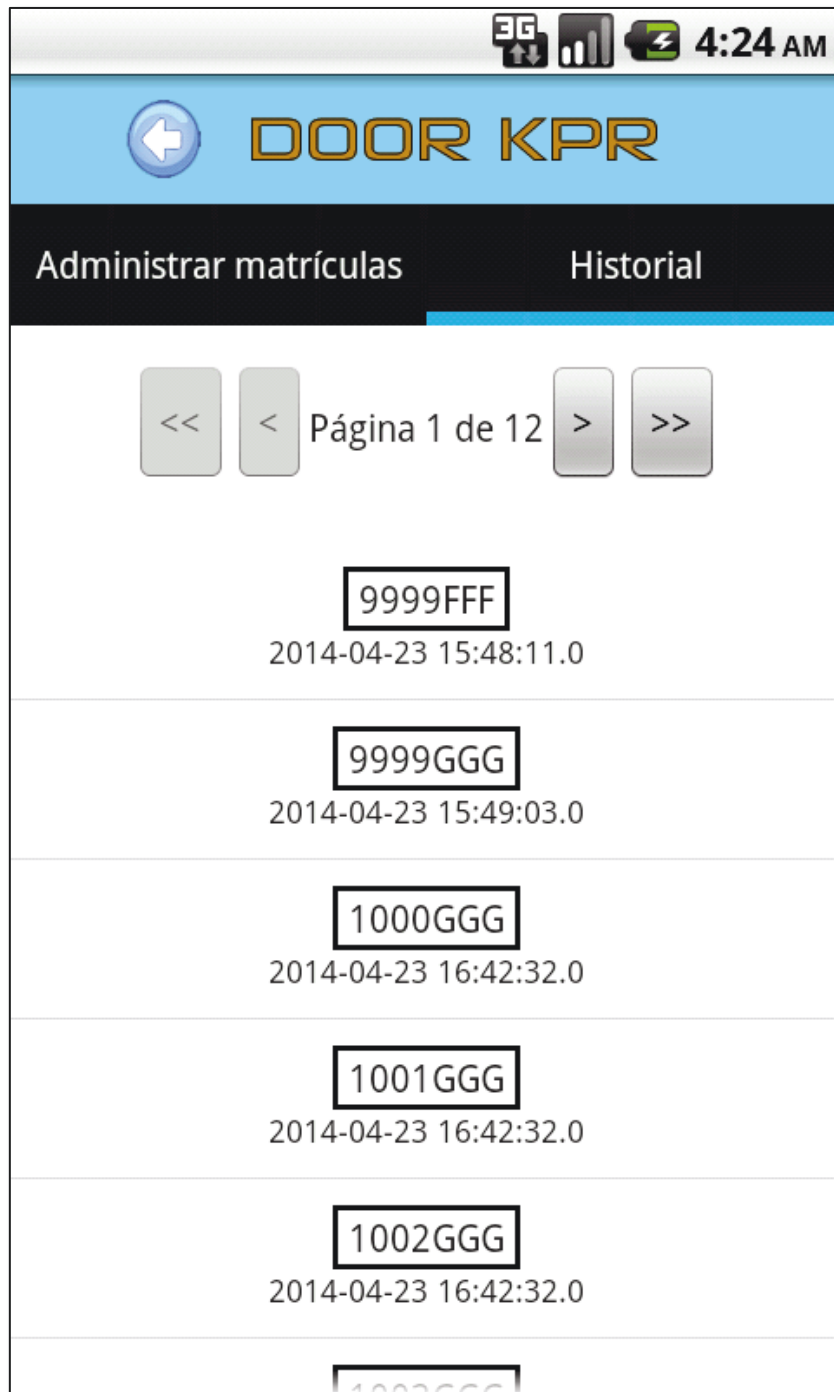 3G 4:24 AM
DOOR KPR
Administrar matrículas Historial
<< < Página 1 de 12 > >>
9999FFF
2014-04-23 15:48:11.0
9999GGG
2014-04-23 15:49:03.0
1000GGG
2014-04-23 16:42:32.0
1001GGG
2014-04-23 16:42:32.0
1002GGG
2014-04-23 16:42:32.0